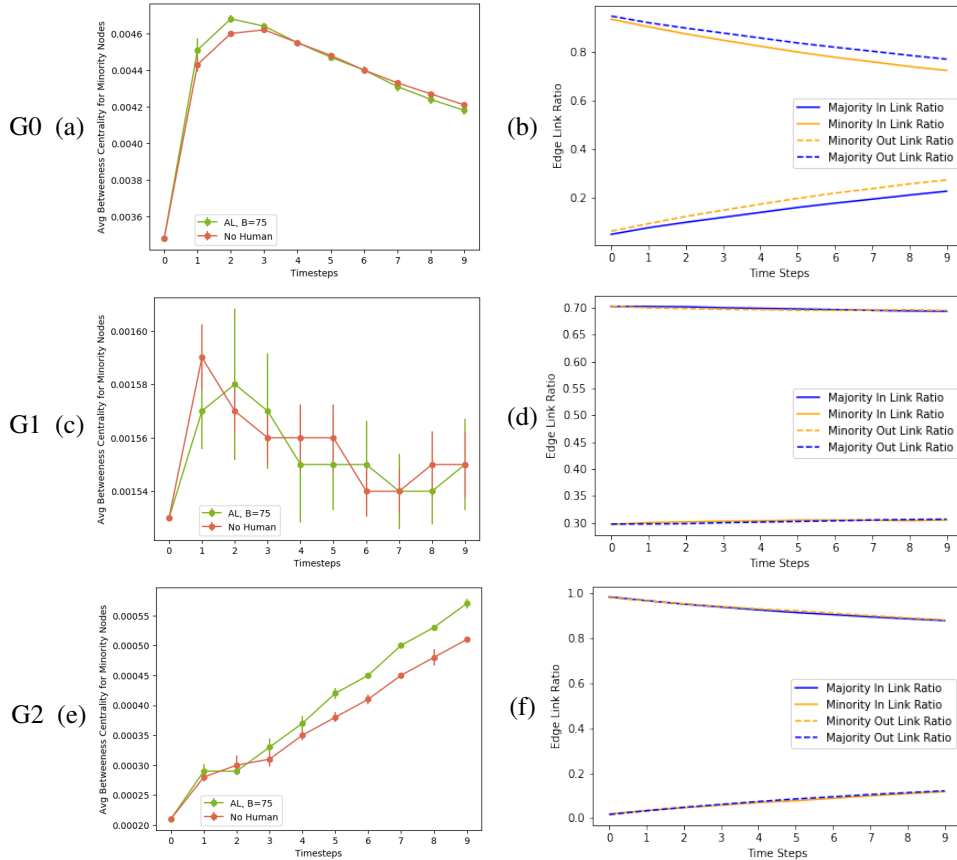 G0 (a)
Avg Betweeness Centrality for Minority Nodes
0.0046
0.0044
0.0042
0.0040
0.0038
0.0036
AL, B=75
No Human
0 1 2 3 4 5 6 7 8 9
Timesteps
(b)
Edge Link Ratio
0.8
0.6
0.4
0.2
Majority In Link Ratio
Minority In Link Ratio
Minority Out Link Ratio
Majority Out Link Ratio
0 1 2 3 4 5 6 7 8 9
Time Steps
G1 (c)
Avg Betweeness Centrality for Minority Nodes
0.00160
0.00158
0.00156
0.00154
AL, B=75
No Human
0 1 2 3 4 5 6 7 8 9
Timesteps
(d)
Edge Link Ratio
0.70
0.65
0.60
0.55
0.50
0.45
0.40
0.35
0.30
Majority In Link Ratio
Minority In Link Ratio
Minority Out Link Ratio
Majority Out Link Ratio
0 1 2 3 4 5 6 7 8 9
Time Steps
G2 (e)
Avg Betweeness Centrality for Minority Nodes
0.00055
0.00050
0.00045
0.00040
0.00035
0.00030
0.00025
0.00020
AL, B=75
No Human
0 1 2 3 4 5 6 7 8 9
Timesteps
(f)
Edge Link Ratio
1.0
0.8
0.6
0.4
0.2
0.0
Majority In Link Ratio
Minority In Link Ratio
Minority Out Link Ratio
Majority Out Link Ratio
0 1 2 3 4 5 6 7 8 9
Time Steps